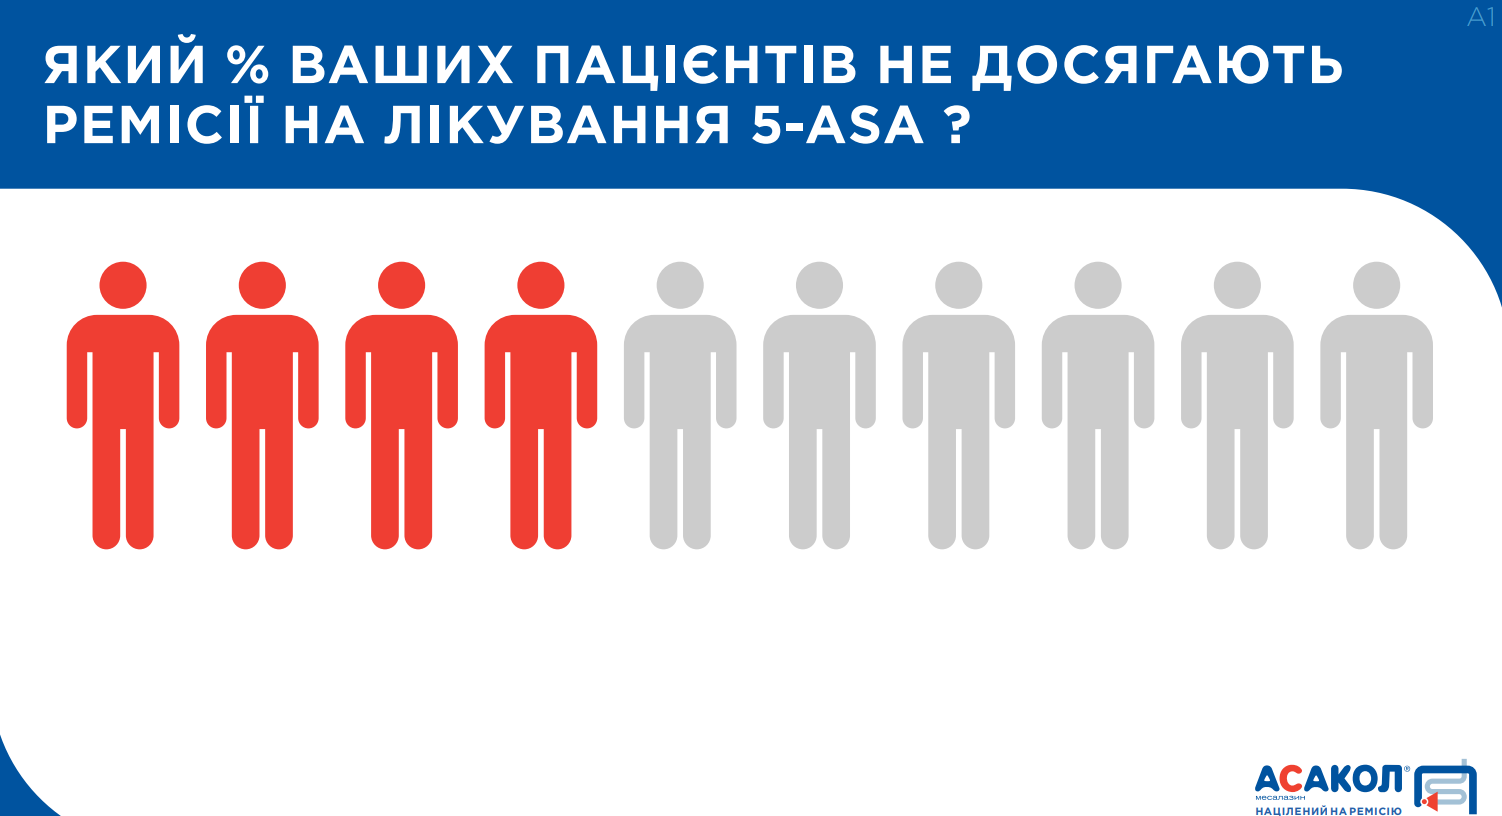 A1
ЯКИЙ % ВАШИХ ПАЦІЄНТІВ НЕ ДОСЯГАЮТЬ
РЕМІСІЇ НА ЛІКУВАННЯ 5-ASA ?
АСАКОЛ®
месалазин
НАЦІЛЕНИЙ НА РЕМІСІЮ